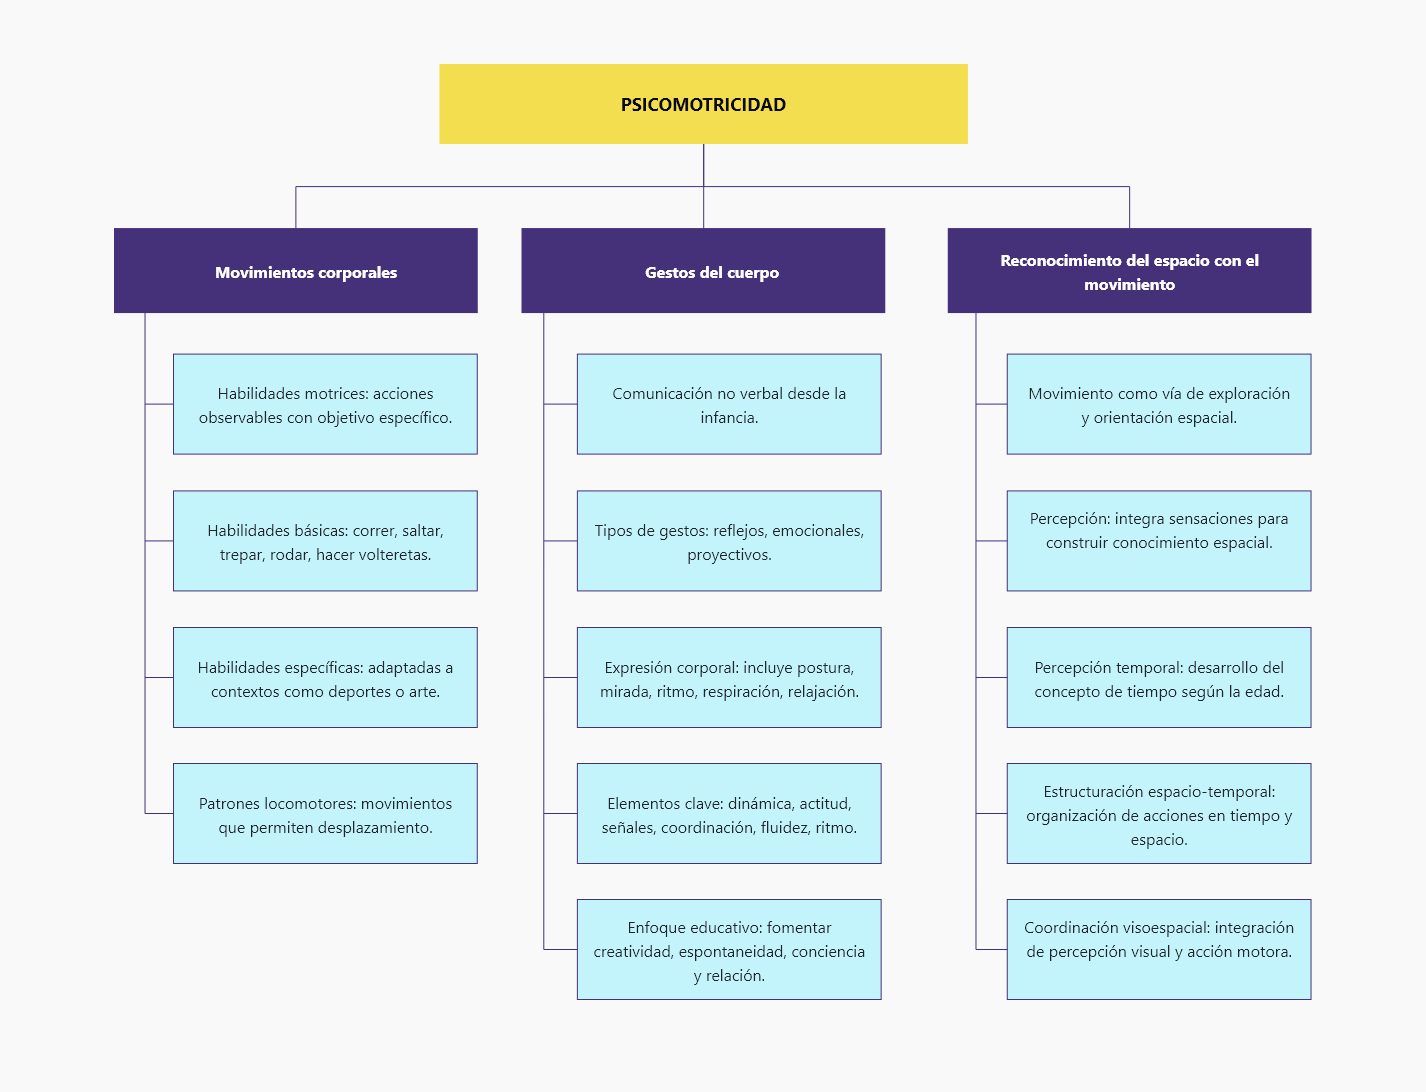 PSICOMOTRICIDAD
Movimientos corporales
Habilidades motrices: acciones
observables con objetivo específico.
Habilidades básicas: correr, saltar,
trepar, rodar, hacer volteretas.
Habilidades específicas: adaptadas a
contextos como deportes o arte.
Patrones locomotores: movimientos
que permiten desplazamiento.
Gestos del cuerpo
Comunicación no verbal desde la
infancia.
Tipos de gestos: reflejos, emocionales,
proyectivos.
Expresión corporal: incluye postura,
mirada, ritmo, respiración, relajación.
Elementos clave: dinámica, actitud,
señales, coordinación, fluidez, ritmo.
Enfoque educativo: fomentar
creatividad, espontaneidad, conciencia
y relación.
Reconocimiento del espacio con el
movimiento
Movimiento como vía de exploración
y orientación espacial.
Percepción: integra sensaciones para
construir conocimiento espacial.
Percepción temporal: desarrollo del
concepto de tiempo según la edad.
Estructuración espacio-temporal:
organización de acciones en tiempo y
espacio.
Coordinación visoespacial: integración
de percepción visual y acción motora.